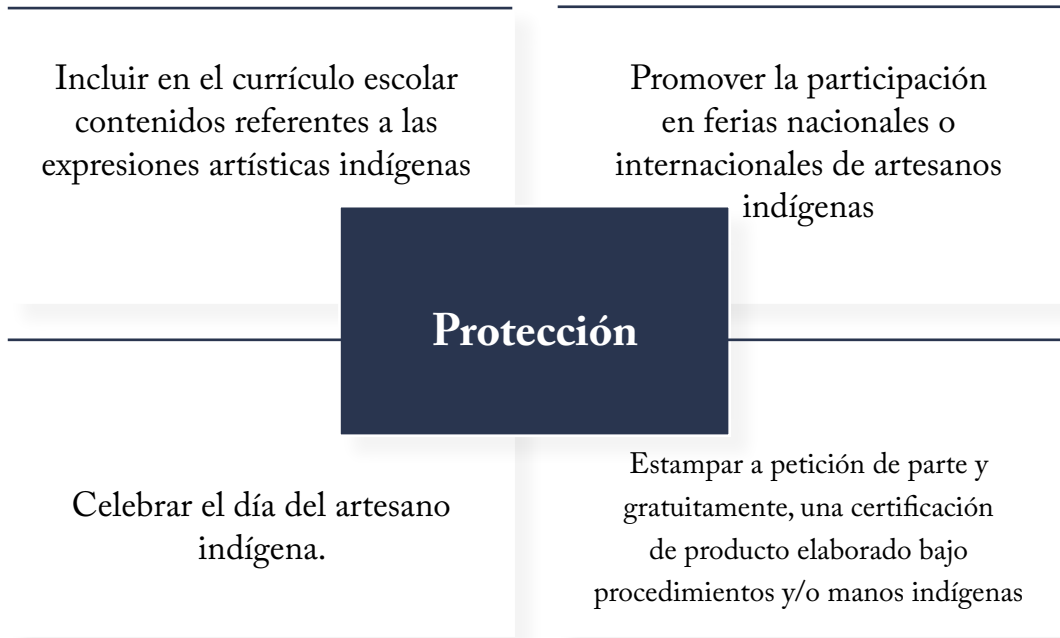 Incluir en el currículo escolar
contenidos referentes a las
expresiones artísticas indígenas
Promover la participación
en ferias nacionales o
internacionales de artesanos
indígenas
Protección
Celebrar el día del artesano
indígena.
Estampar a petición de parte y
gratuitamente, una certificación
de producto elaborado bajo
procedimientos y/o manos indígenas